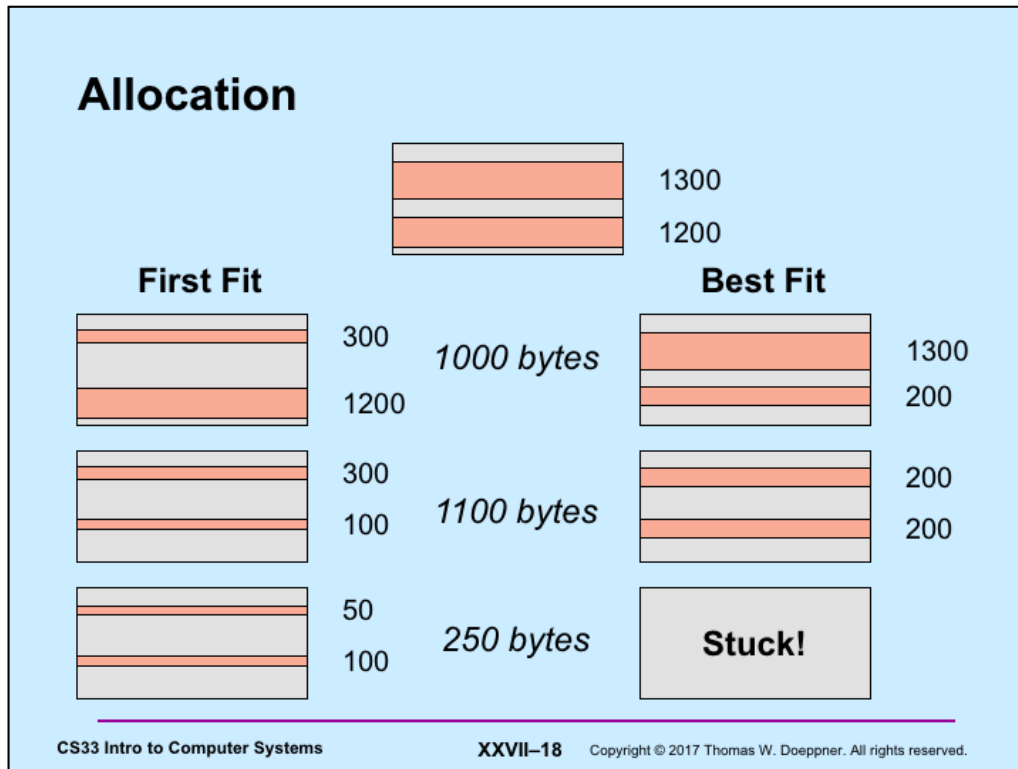 Allocation
1300
1200
First Fit
Best Fit
300
1000 bytes
1300
1200
200
300
1100 bytes
200
100
200
50
250 bytes
Stuck!
100
CS33 Intro to Computer Systems
XXVII–18
Copyright © 2017 Thomas W. Doeppner. All rights reserved.